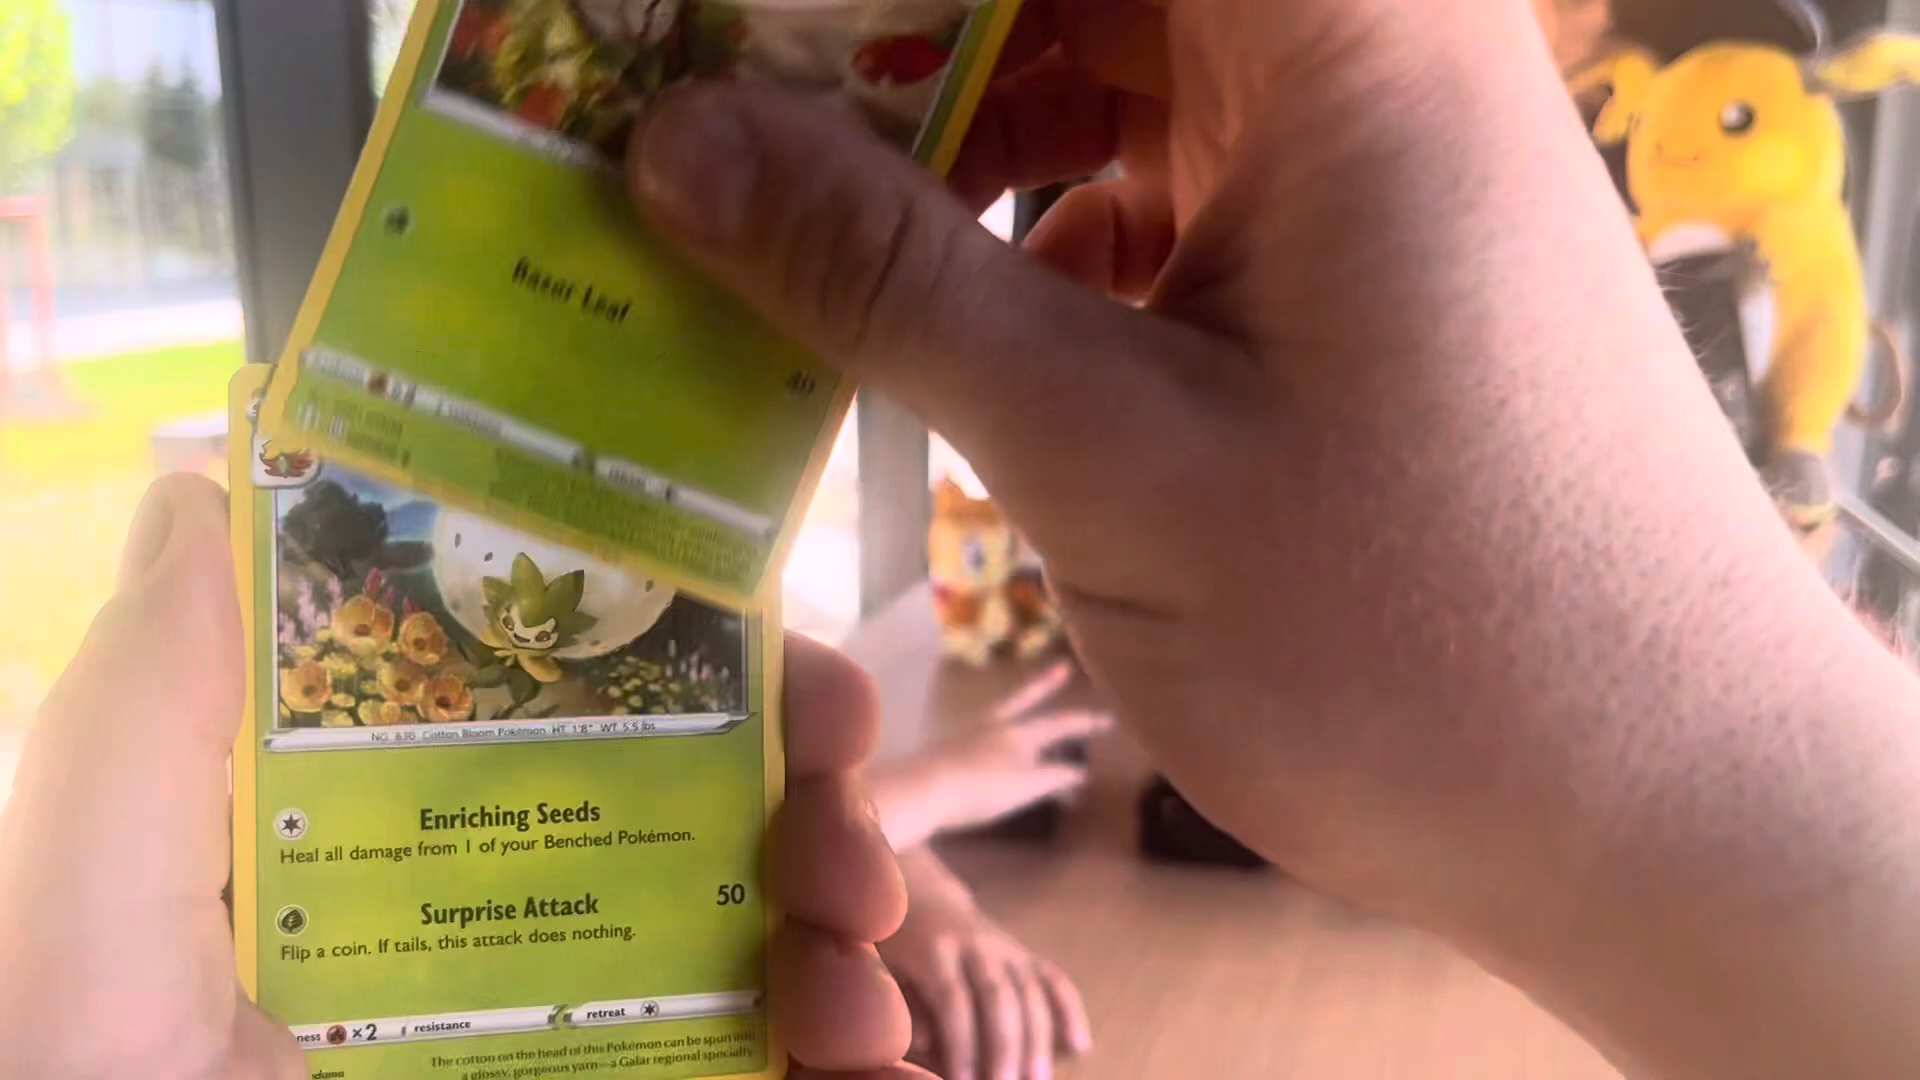 Razor Leaf
40
NO. 830 Cotton Bloom Pokémon HT 1'8" WT 5.5 lbs
Enriching Seeds
Heal all damage from 1 of your Benched Pokémon.
Surprise Attack 50
Flip a coin. If tails, this attack does nothing.
ness ×2 resistance retreat
The cotton on the head of this Pokémon can be spun into
a glossy, gorgeous yarn—a Galar regional specialty.